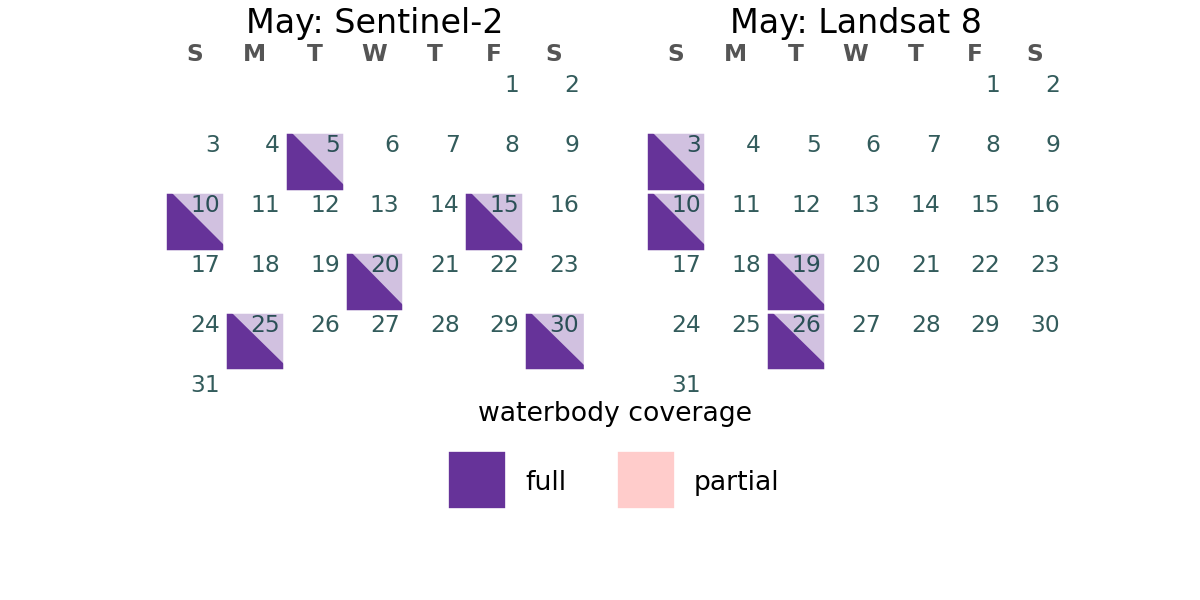 May: Sentinel-2
S M T W T F S
1 2
3 4 5 6 7 8 9
10 11 12 13 14 15 16
17 18 19 20 21 22 23
24 25 26 27 28 29 30
31
May: Landsat 8
S M T W T F S
1 2
3 4 5 6 7 8 9
10 11 12 13 14 15 16
17 18 19 20 21 22 23
24 25 26 27 28 29 30
31
waterbody coverage
full partial